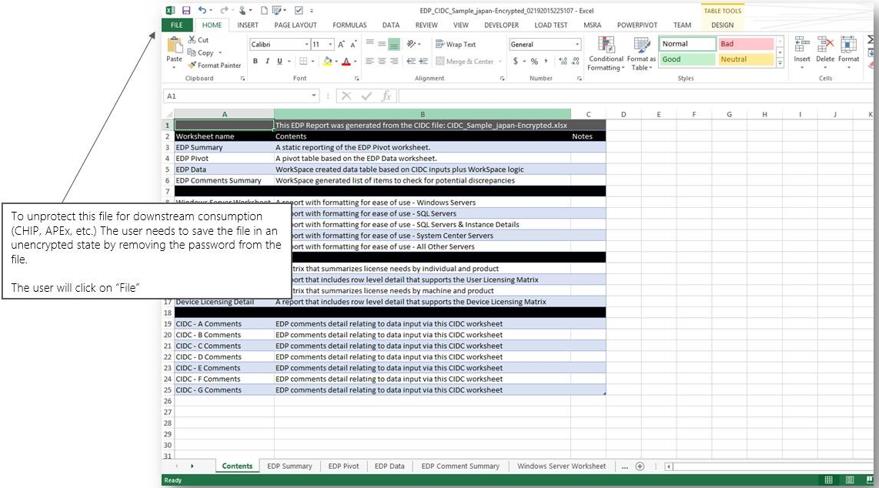 EDP_CIDC_Sample_japan-Encrypted_02192015225107 - Excel
TABLE TOOLS
FILE HOME INSERT PAGE LAYOUT FORMULAS DATA REVIEW VIEW DEVELOPER LOAD TEST MSRA POWERPIVOT TEAM DESIGN
Paste
Cut
Copy
Format Painter
Clipboard
Calibri 11 A A
B I U
Font
Wrap Text
Merge & Center
Alignment
General
$ % ,
Number
Conditional Formatting
Format as Table
Normal Bad
Good Neutral
Styles
Insert Delete Format
Cells
A1
fx
A B C D E F G H I J
1 This EDP Report was generated from the CIDC file: CIDC_Sample_japan-Encrypted.xlsx
2 Worksheet name Contents Notes
3 EDP Summary A static reporting of the EDP Pivot worksheet.
4 EDP Pivot A pivot table based on the EDP Data worksheet.
5 EDP Data WorkSpace created data table based on CIDC inputs plus WorkSpace logic
6 EDP Comments Summary WorkSpace generated list of items to check for potential discrepancies
7
Windows Server Worksheet A report with formatting for ease of use - Windows Servers
ort with formatting for ease of use - SQL Servers
ort with formatting for ease of use - SQL Servers & Instance Details
ort with formatting for ease of use - System Center Servers
ort with formatting for ease of use - All Other Servers
trix that summarizes license needs by individual and product
ort that includes row level detail that supports the User Licensing Matrix
trix that summarizes license needs by machine and product
17 Device Licensing Detail A report that includes row level detail that supports the Device Licensing Matrix
18
19 CIDC - A Comments EDP comments detail relating to data input via this CIDC worksheet
20 CIDC - B Comments EDP comments detail relating to data input via this CIDC worksheet
21 CIDC - C Comments EDP comments detail relating to data input via this CIDC worksheet
22 CIDC - D Comments EDP comments detail relating to data input via this CIDC worksheet
23 CIDC - E Comments EDP comments detail relating to data input via this CIDC worksheet
24 CIDC - F Comments EDP comments detail relating to data input via this CIDC worksheet
25 CIDC - G Comments EDP comments detail relating to data input via this CIDC worksheet
26
27
28
29
30
31
To unprotect this file for downstream consumption
(CHIP, APEx, etc.) The user needs to save the file in an
unencrypted state by removing the password from the
file.
The user will click on “File”
Contents EDP Summary EDP Pivot EDP Data EDP Comment Summary Windows Server Worksheet ...
Ready